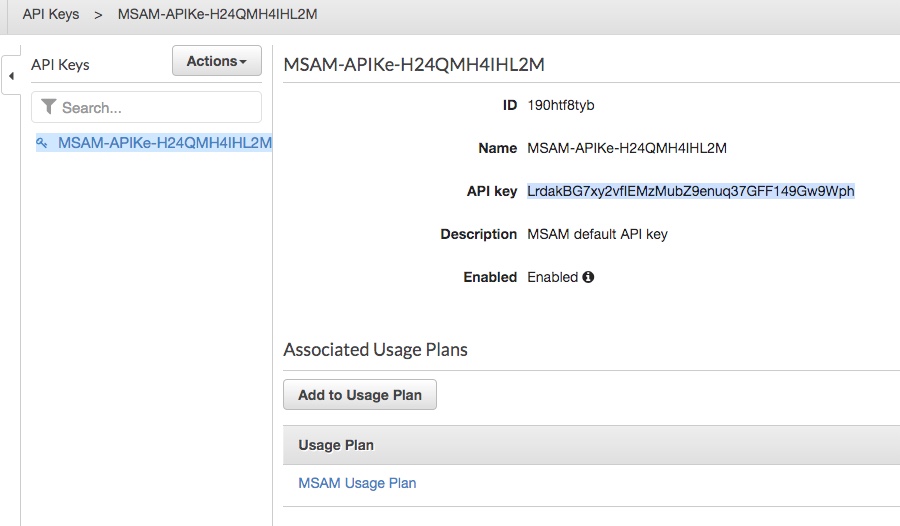 API Keys > MSAM-APIKe-H24QMH4IHL2M
API Keys
Actions
Search...
MSAM-APIKe-H24QMH4IHL2M
MSAM-APIKe-H24QMH4IHL2M
ID 190htf8tyb
Name MSAM-APIKe-H24QMH4IHL2M
API key LrdakBG7xy2vflEMzMubZ9enuq37GFF149Gw9Wph
Description MSAM default API key
Enabled Enabled
Associated Usage Plans
Add to Usage Plan
Usage Plan
MSAM Usage Plan